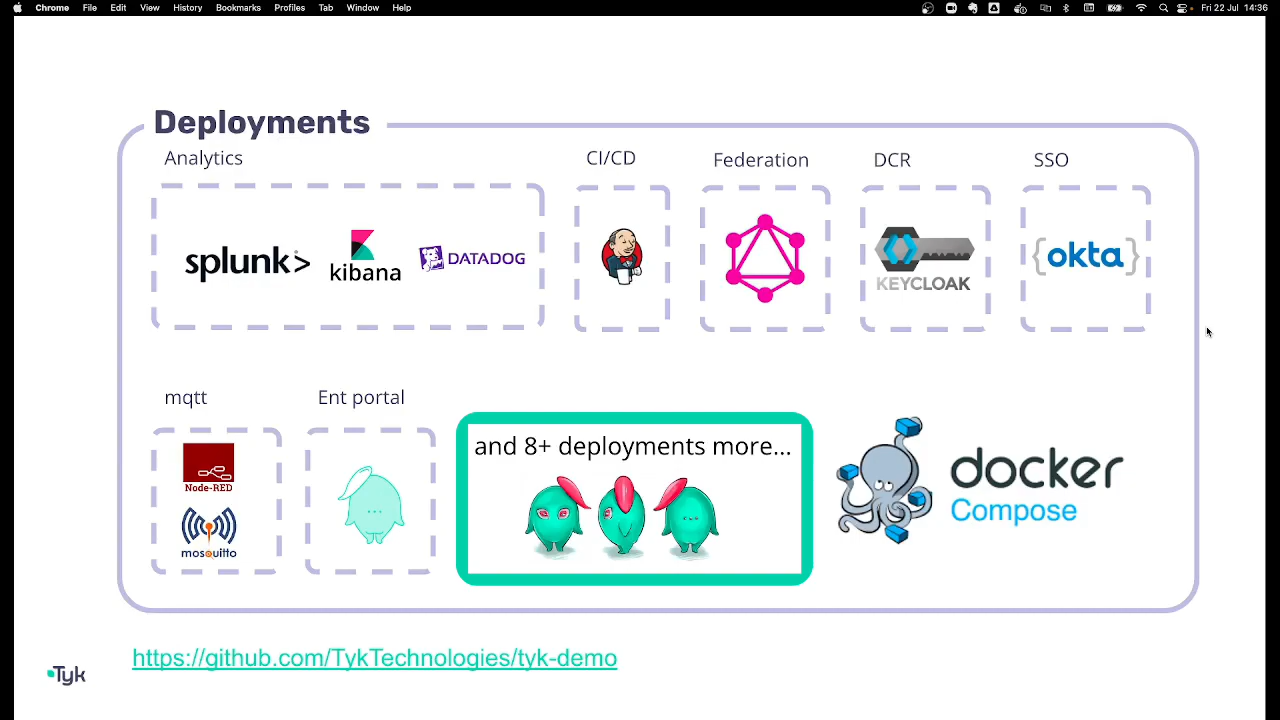 Chrome File Edit View History Bookmarks Profiles Tab Window Help Fri 22 Jul 14:36
Deployments
Analytics CI/CD Federation DCR SSO
splunk> kibana DATADOG KEYCLOAK {okta}
mqtt Ent portal
Node-RED
mosquitto
and 8+ deployments more...
docker
Compose
https://github.com/TykTechnologies/tyk-demo
Tyk